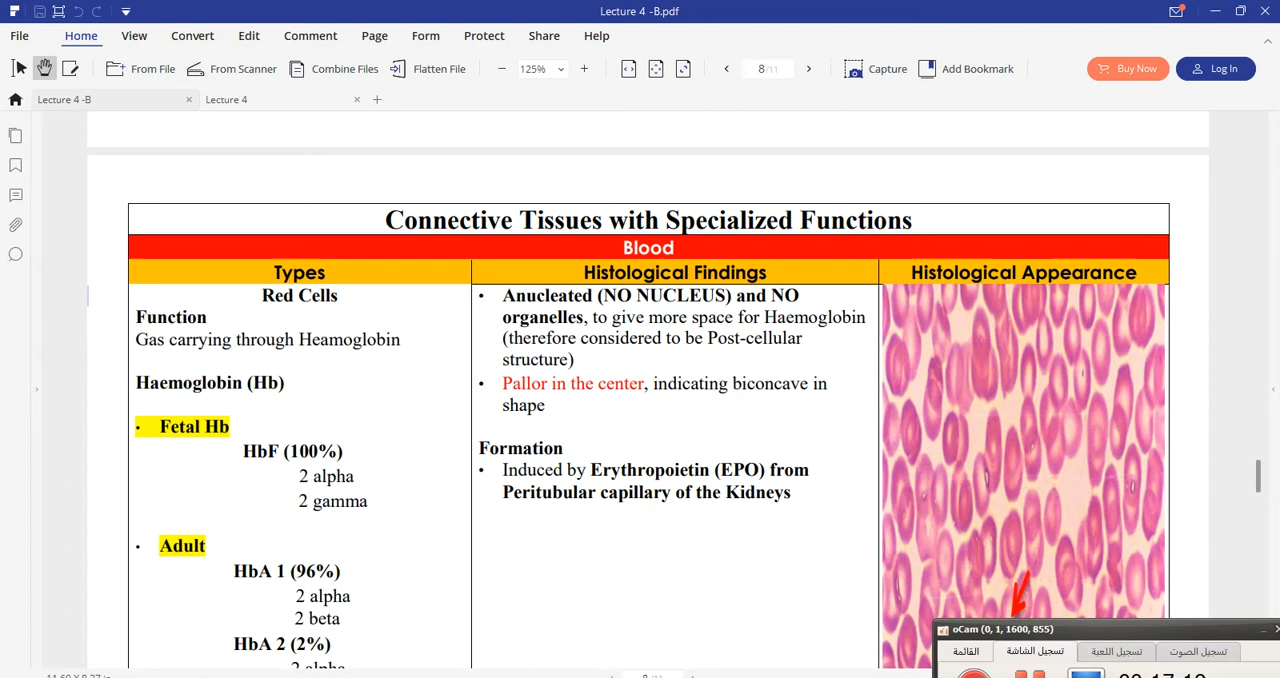 Lecture 4 -B.pdf
File Home View Convert Edit Comment Page Form Protect Share Help
From File From Scanner Combine Files Flatten File 125% 8/11 Capture Add Bookmark Buy Now Log In
Lecture 4 -B Lecture 4
Connective Tissues with Specialized Functions
Blood
Types Histological Findings Histological Appearance
Red Cells
Function
Gas carrying through Heamoglobin
Haemoglobin (Hb)
• Fetal Hb
HbF (100%)
2 alpha
2 gamma
• Adult
HbA 1 (96%)
2 alpha
2 beta
HbA 2 (2%)
2 alpha
• Anucleated (NO NUCLEUS) and NO
organelles, to give more space for Haemoglobin
(therefore considered to be Post-cellular
structure)
• Pallor in the center, indicating biconcave in
shape
Formation
• Induced by Erythropoietin (EPO) from
Peritubular capillary of the Kidneys
oCam (0, 1, 1600, 855)
القائمة تسجيل الشاشة تسجيل اللعبة تسجيل الصوت